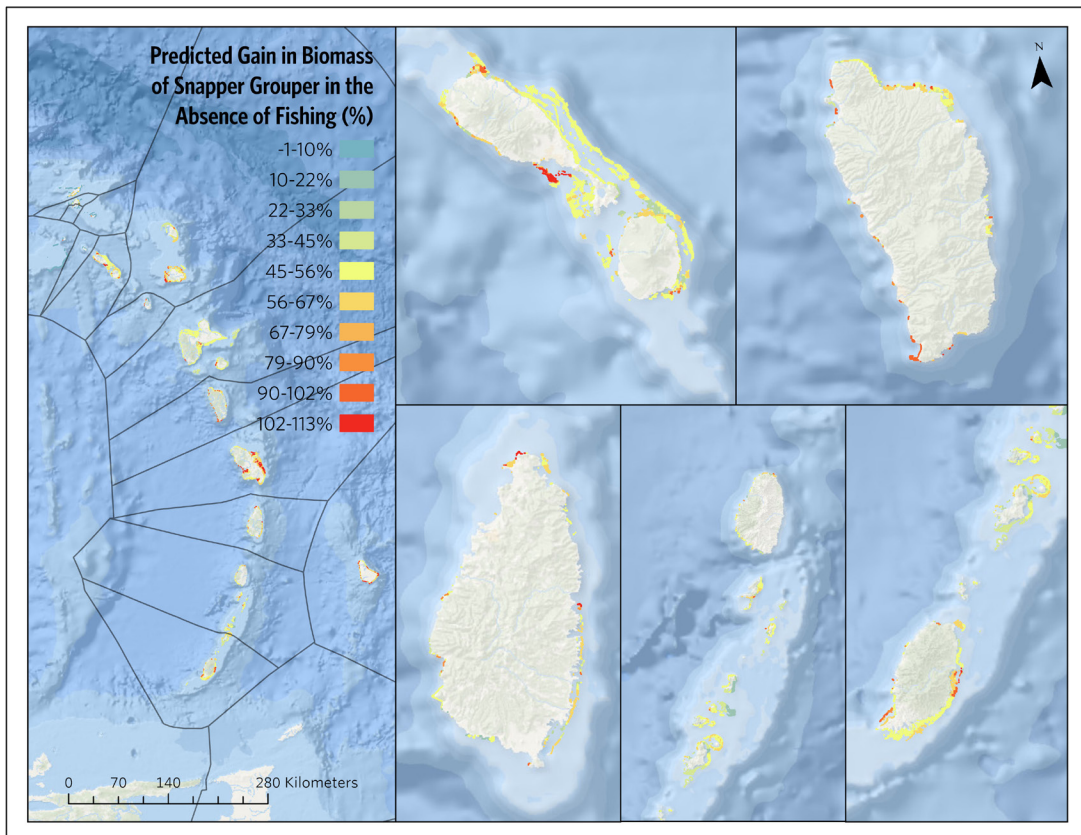 Predicted Gain in Biomass
of Snapper Grouper in the
Absence of Fishing (%)
-1-10%
10-22%
22-33%
33-45%
45-56%
56-67%
67-79%
79-90%
90-102%
102-113%
0 70 140 280 Kilometers
N